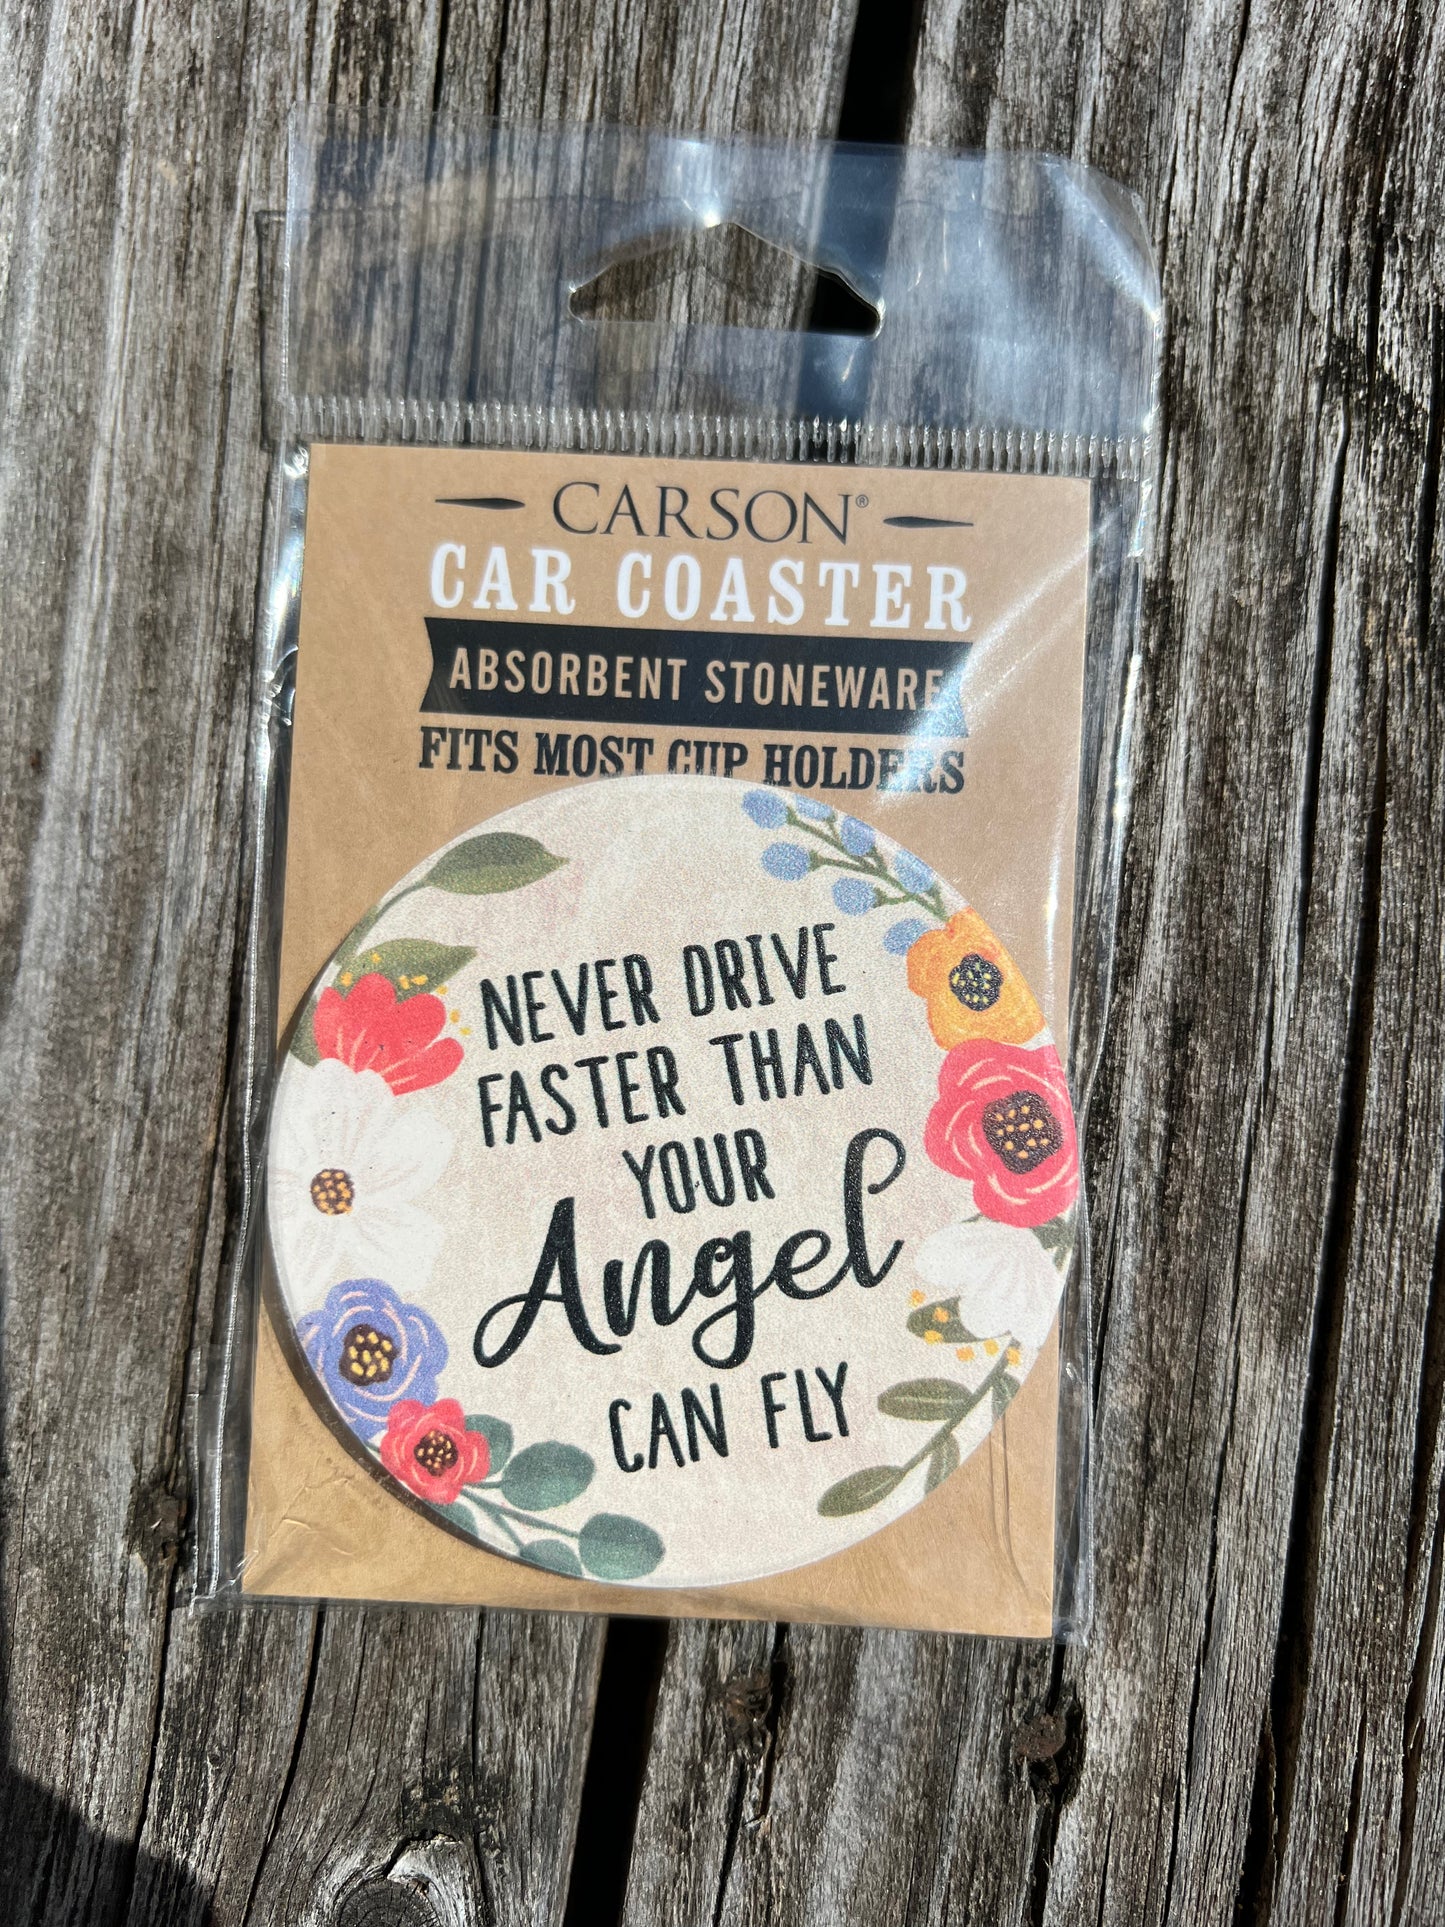 CARSON®
CAR COASTER
ABSORBENT STONEWARE
FITS MOST CUP HOLDERS
NEVER DRIVE
FASTER THAN
YOUR
Angel
CAN FLY